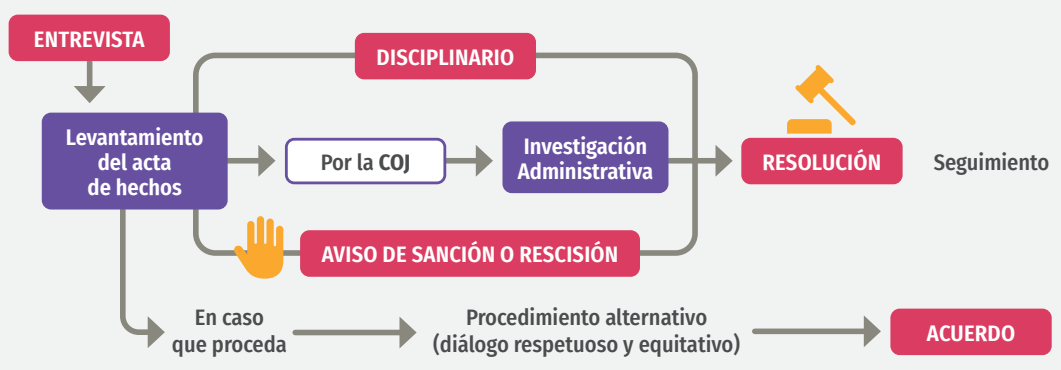 ENTREVISTA
DISCIPLINARIO
Levantamiento
del acta
de hechos
Por la COJ
Investigación
Administrativa
RESOLUCIÓN
Seguimiento
AVISO DE SANCIÓN O RESCISIÓN
En caso
que proceda
Procedimiento alternativo
(diálogo respetuoso y equitativo)
ACUERDO